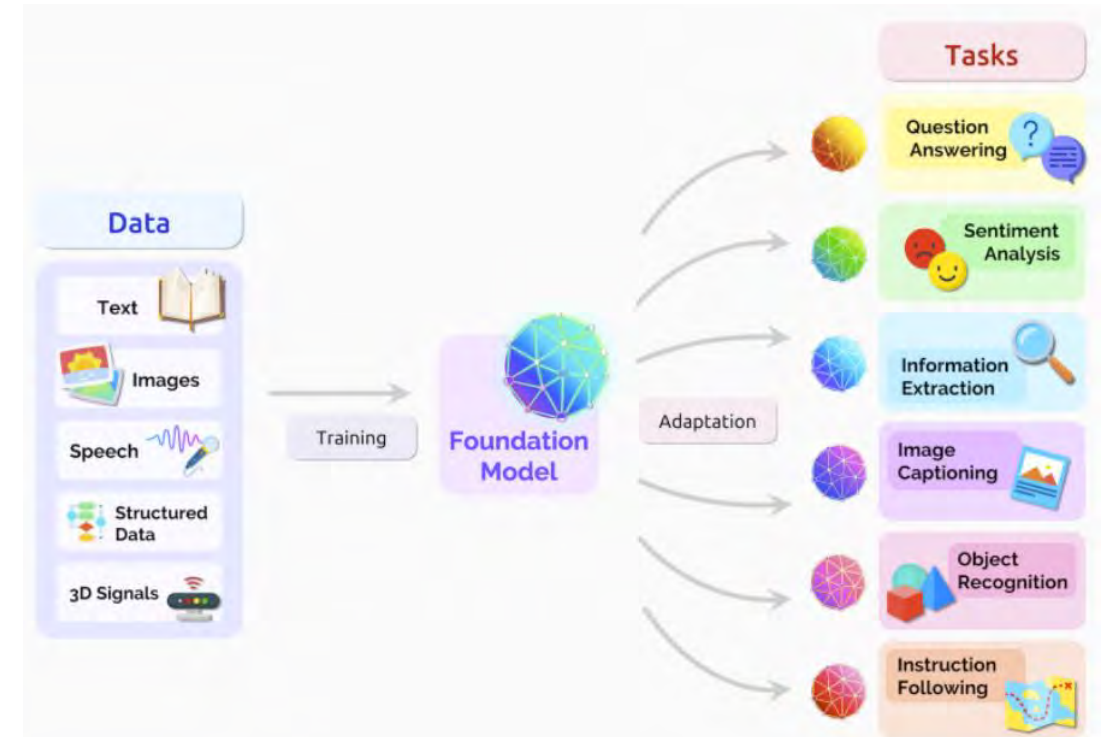 Data
Text
Images
Speech
Structured
Data
3D Signals
Training
Foundation
Model
Adaptation
Tasks
Question
Answering
?
Sentiment
Analysis
Information
Extraction
Image
Captioning
Object
Recognition
Instruction
Following